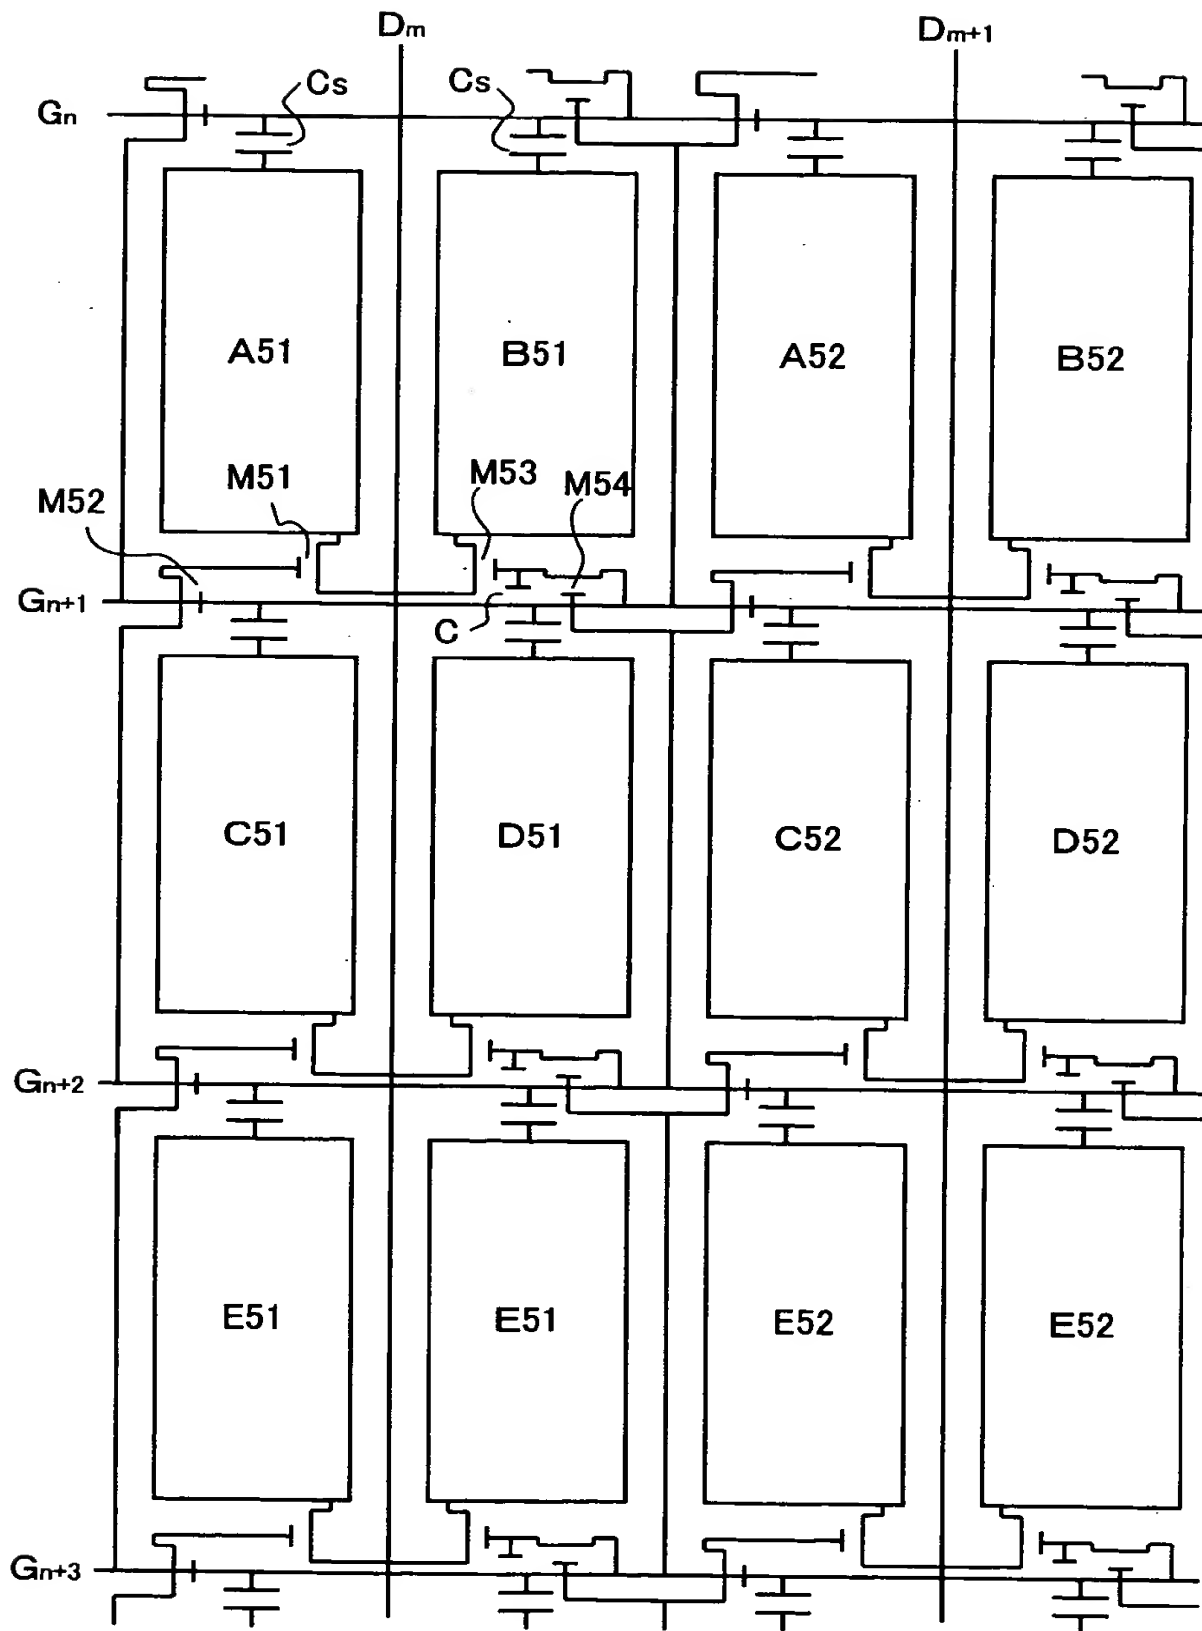 Dm Dm+1
Cs Cs
Gn
A51 B51 A52 B52
M51 M53 M54
M52
Gn+1
C
C51 D51 C52 D52
Gn+2
E51 E51 E52 E52
Gn+3